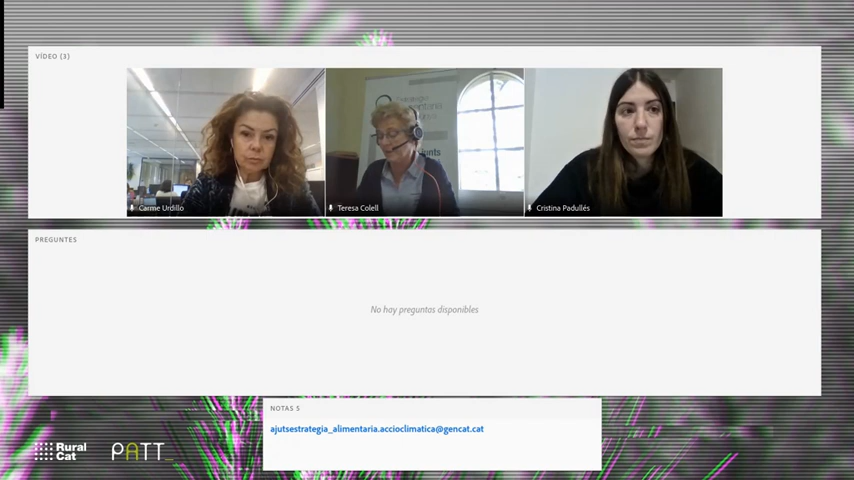 VÍDEO (3)
Carme Urdillo
Teresa Colell
Cristina Padullés
PREGUNTES
No hay preguntas disponibles
NOTAS 5
ajutsestrategia_alimentaria.accioclimatica@gencat.cat
Rural
Cat
PATT_